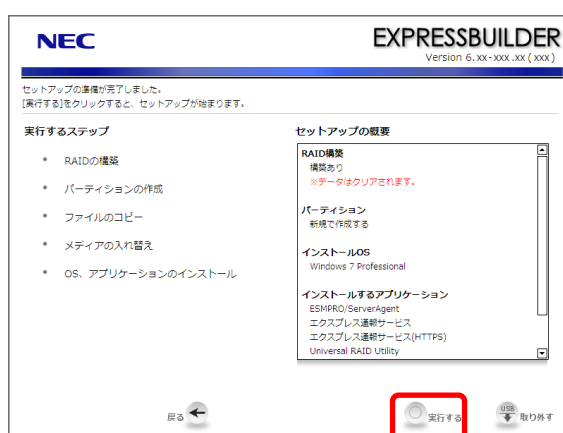 NEC
EXPRESSBUILDER
Version 6.xx-xxx.xx (xxx)
セットアップの準備が完了しました。
[実行する]をクリックすると、セットアップが始まります。
実行するステップ
* RAIDの構築
* パーティションの作成
* ファイルのコピー
* メディアの入れ替え
* OS、アプリケーションのインストール
セットアップの概要
RAID構築
構築あり
※データはクリアされます。
パーティション
新規で作成する
インストールOS
Windows 7 Professional
インストールするアプリケーション
ESMPRO/ServerAgent
エクスプレス通報サービス
エクスプレス通報サービス(HTTPS)
Universal RAID Utility
戻る
実行する
USB
取り外す